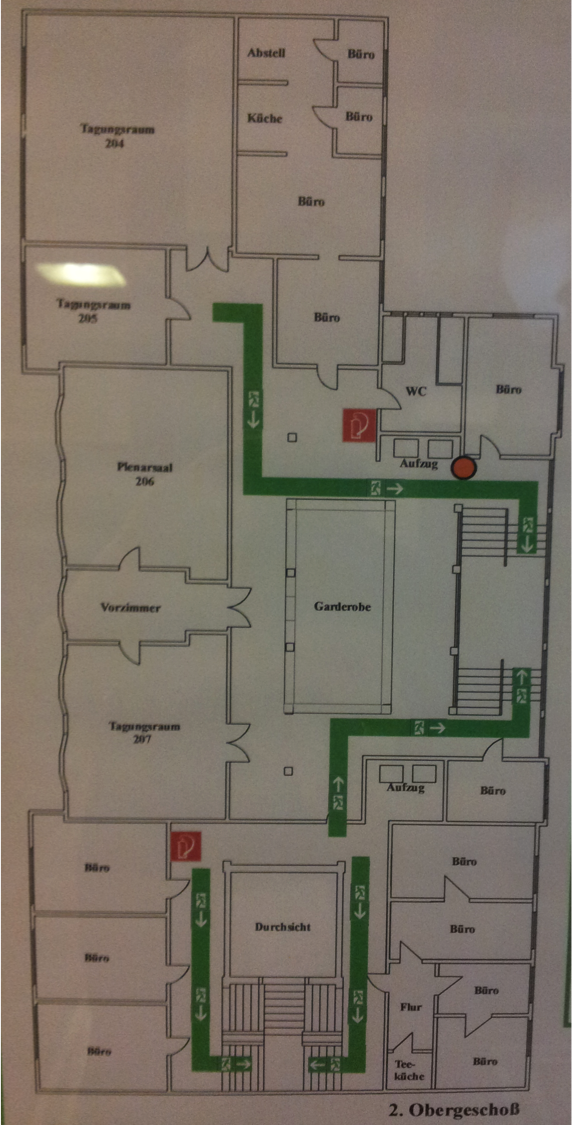 Abstell
Büro
Küche
Büro
Tagungsraum
204
Büro
Tagungsraum
205
Büro
WC
Büro
Aufzug
Plenarsaal
206
Vorzimmer
Garderobe
Tagungsraum
207
Aufzug
Büro
Büro
Büro
Durchsicht
Büro
Büro
Büro
Flur
Büro
Tee-
küche
Büro
2. Obergeschoß